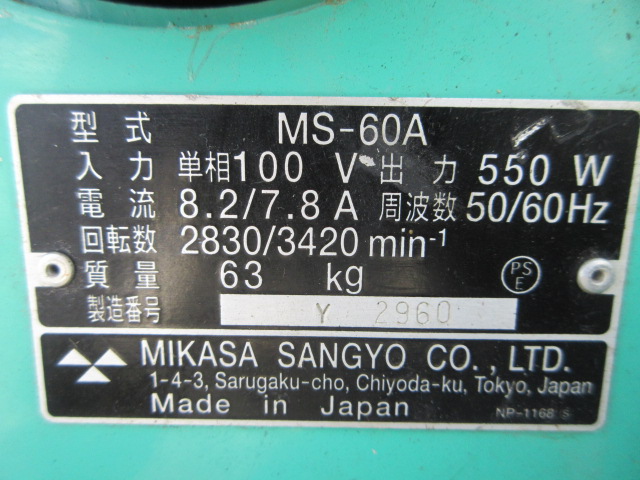 型式 MS-60A
入力 単相100 V 出力 550 W
電流 8.2/7.8 A 周波数 50/60Hz
回転数 2830/3420 min-1
質量 63 kg
PS
E
製造番号 Y 2960
MIKASA SANGYO CO., LTD.
1-4-3, Sarugaku-cho, Chiyoda-ku, Tokyo, Japan
Made in Japan
NP-1168 S